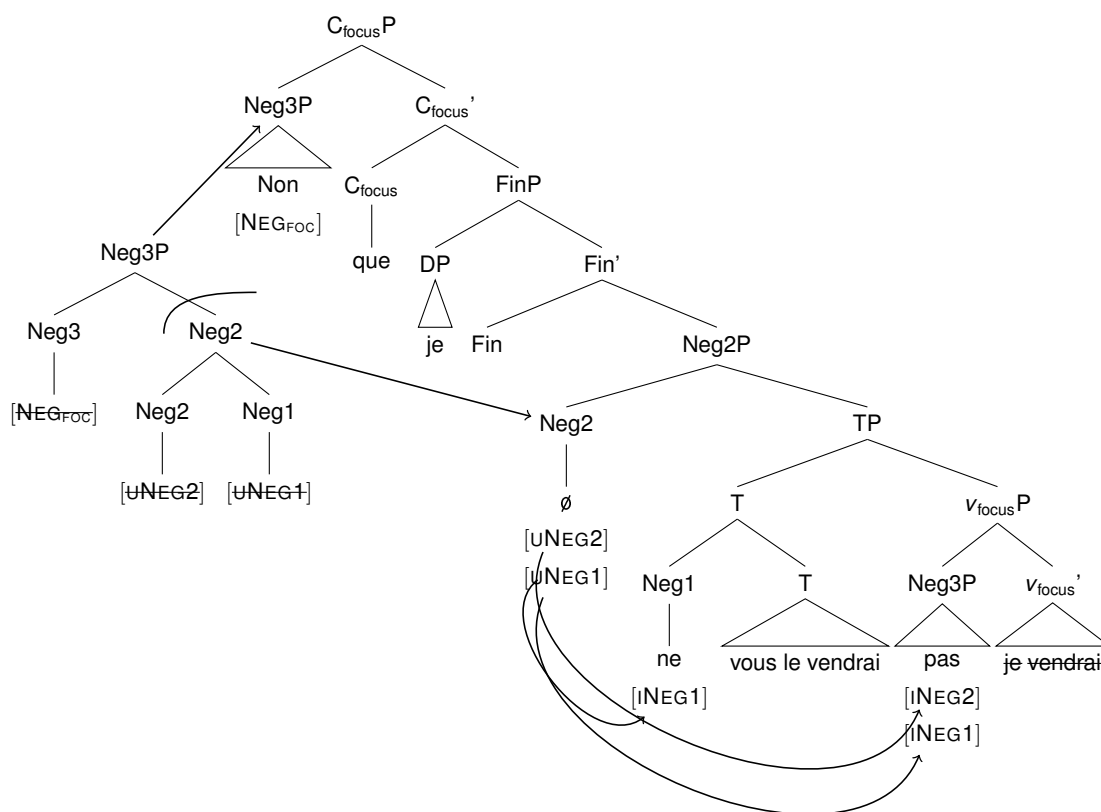 CfocusP
Neg3P Cfocus'
Non Cfocus FinP
[NEGFOC]
Neg3P que DP Fin'
Neg3 Neg2 je Fin Neg2P
[NEGFOC] Neg2 Neg1 Neg2 TP
[UNEG2] [UNEG1] ø T vfocusP
[UNEG2]
[UNEG1] Neg1 T Neg3P vfocus'
ne vous le vendrai pas je vendrai
[INEG1] [INEG2]
[INEG1]